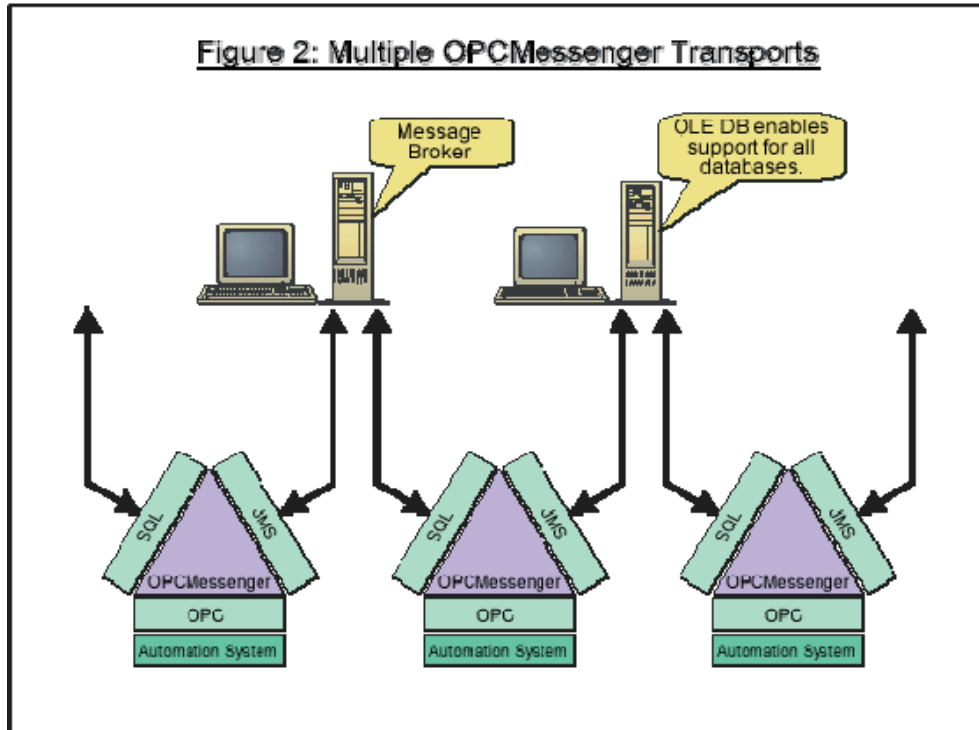 Figure 2: Multiple OPCMessenger Transports
Message
Broker
OLE DB enables
support for all
databases.
SQL
JMS
SQL
JMS
SQL
JMS
OPCMessenger
OPCMessenger
OPCMessenger
OPC
OPC
OPC
Automation System
Automation System
Automation System